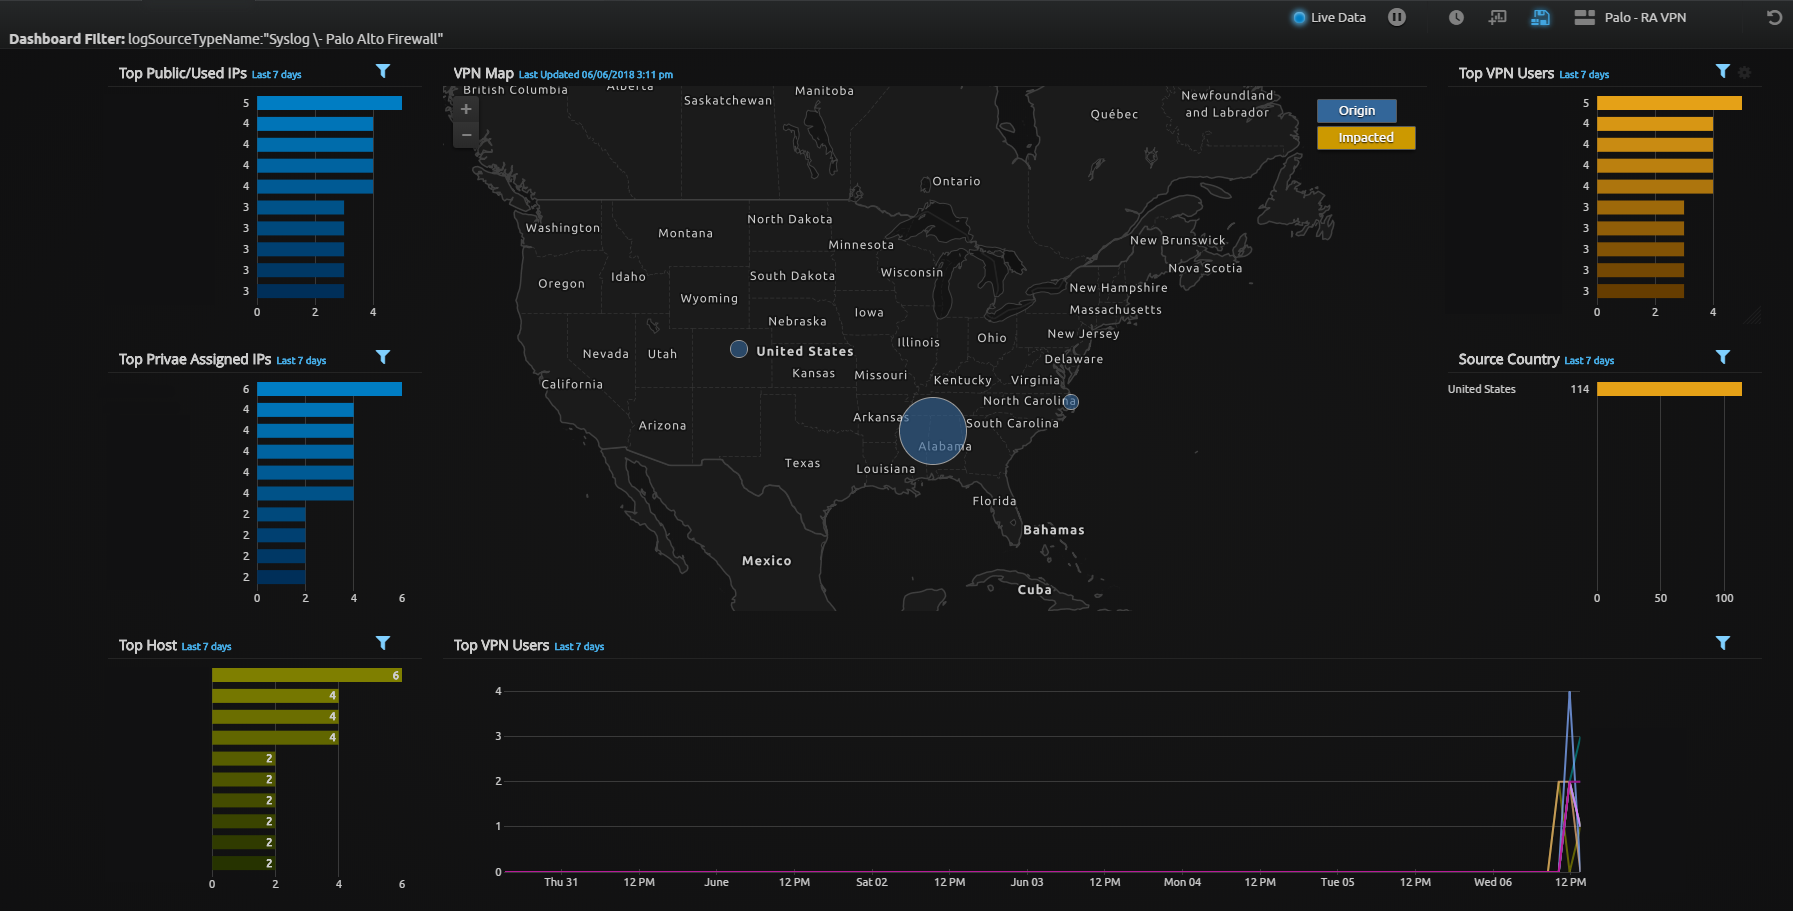 Live Data
Palo - RA VPN
Dashboard Filter: logSourceTypeName:"Syslog \- Palo Alto Firewall"
Top Public/Used IPs Last 7 days
5
4
4
4
4
3
3
3
3
3
0 2 4
VPN Map Last Updated 06/06/2018 3:11 pm
+
−
Origin
Impacted
British Columbia
Alberta
Saskatchewan
Manitoba
Newfoundland
and Labrador
Québec
Ontario
Washington
Montana
North Dakota
Minnesota
New Brunswick
Nova Scotia
Oregon
Idaho
South Dakota
Wisconsin
New Hampshire
Wyoming
Massachusetts
Nebraska
Iowa
Nevada
Utah
United States
Illinois
Ohio
New Jersey
Delaware
California
Kansas
Missouri
Kentucky
Virginia
North Carolina
Arizona
Arkansas
South Carolina
Alabama
Texas
Louisiana
Florida
Bahamas
Mexico
Cuba
Top VPN Users Last 7 days
5
4
4
4
4
3
3
3
3
3
0 2 4
Top Privae Assigned IPs Last 7 days
6
4
4
4
4
4
2
2
2
2
0 2 4 6
Source Country Last 7 days
United States 114
0 50 100
Top Host Last 7 days
6
4
4
4
2
2
2
2
2
2
0 2 4 6
Top VPN Users Last 7 days
4
3
2
1
0
Thu 31 12 PM June 12 PM Sat 02 12 PM Jun 03 12 PM Mon 04 12 PM Tue 05 12 PM Wed 06 12 PM